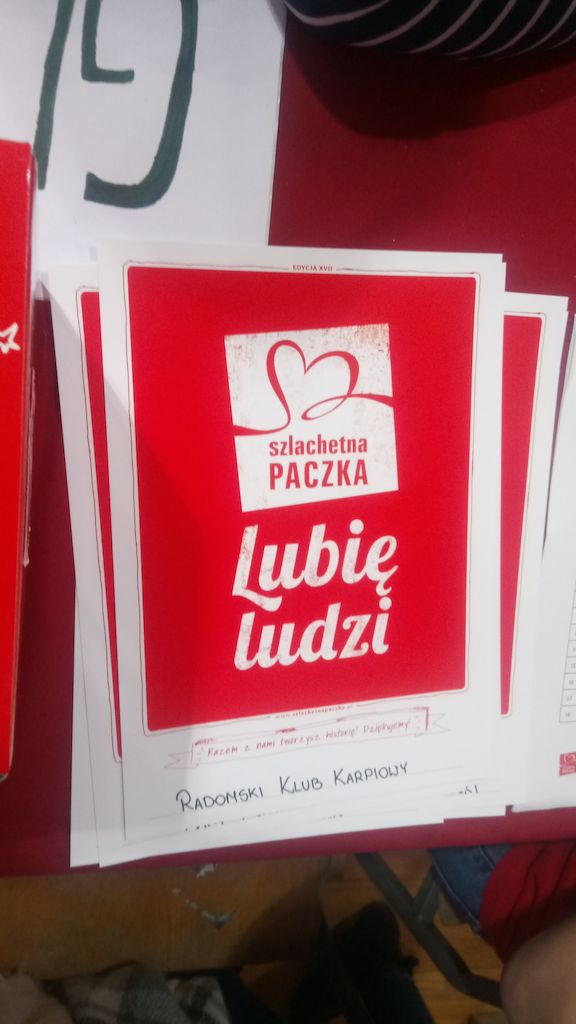 EDYCJA XVII
szlachetna
PACZKA
Lubię
ludzi
www.szlachetnapaczka.pl
Razem z nami tworzysz historię! Dziękujemy!
RADOMSKI KLUB KARPIOWY